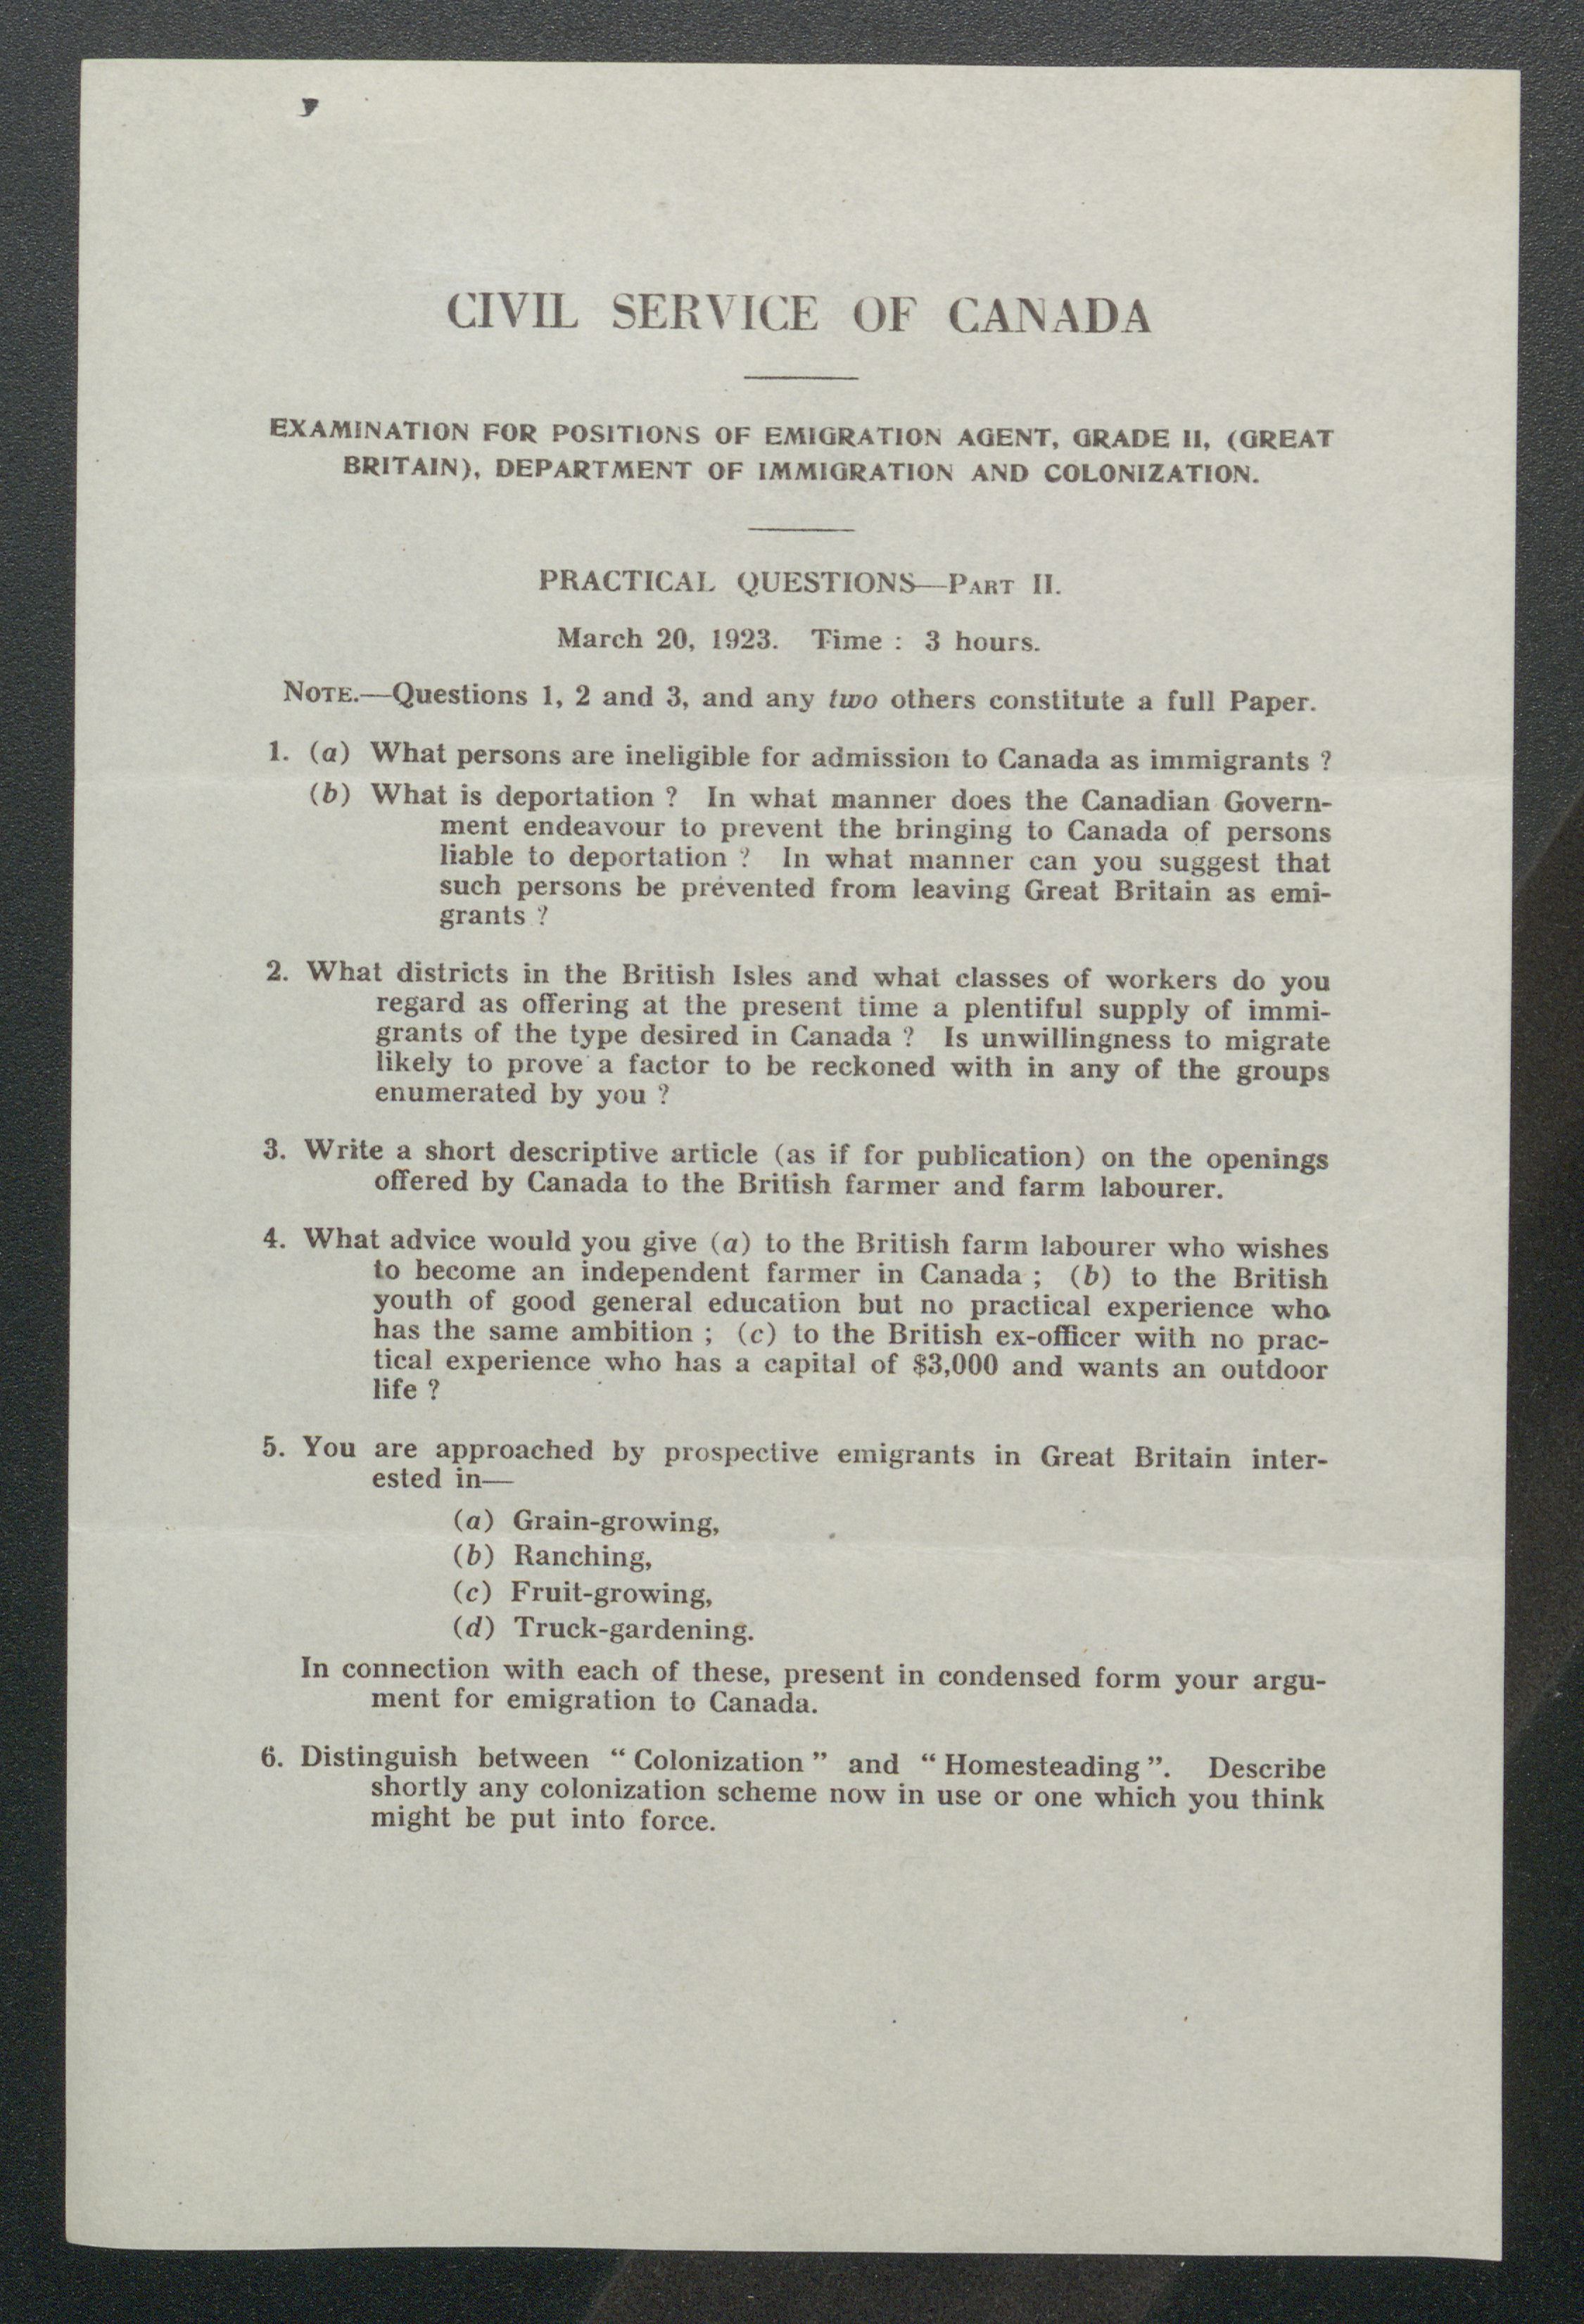 CIVIL SERVICE OF CANADA
EXAMINATION FOR POSITIONS OF EMIGRATION AGENT, GRADE II, (GREAT
BRITAIN), DEPARTMENT OF IMMIGRATION AND COLONIZATION.
PRACTICAL QUESTIONS—PART II.
March 20, 1923. Time : 3 hours.
NOTE.—Questions 1, 2 and 3, and any two others constitute a full Paper.
1. (a) What persons are ineligible for admission to Canada as immigrants ?
(b) What is deportation ? In what manner does the Canadian Govern-
ment endeavour to prevent the bringing to Canada of persons
liable to deportation ? In what manner can you suggest that
such persons be prevented from leaving Great Britain as emi-
grants ?
2. What districts in the British Isles and what classes of workers do you
regard as offering at the present time a plentiful supply of immi-
grants of the type desired in Canada ? Is unwillingness to migrate
likely to prove a factor to be reckoned with in any of the groups
enumerated by you ?
3. Write a short descriptive article (as if for publication) on the openings
offered by Canada to the British farmer and farm labourer.
4. What advice would you give (a) to the British farm labourer who wishes
to become an independent farmer in Canada ; (b) to the British
youth of good general education but no practical experience who
has the same ambition ; (c) to the British ex-officer with no prac-
tical experience who has a capital of $3,000 and wants an outdoor
life ?
5. You are approached by prospective emigrants in Great Britain inter-
ested in—
(a) Grain-growing,
(b) Ranching,
(c) Fruit-growing,
(d) Truck-gardening.
In connection with each of these, present in condensed form your argu-
ment for emigration to Canada.
6. Distinguish between " Colonization " and " Homesteading ". Describe
shortly any colonization scheme now in use or one which you think
might be put into force.